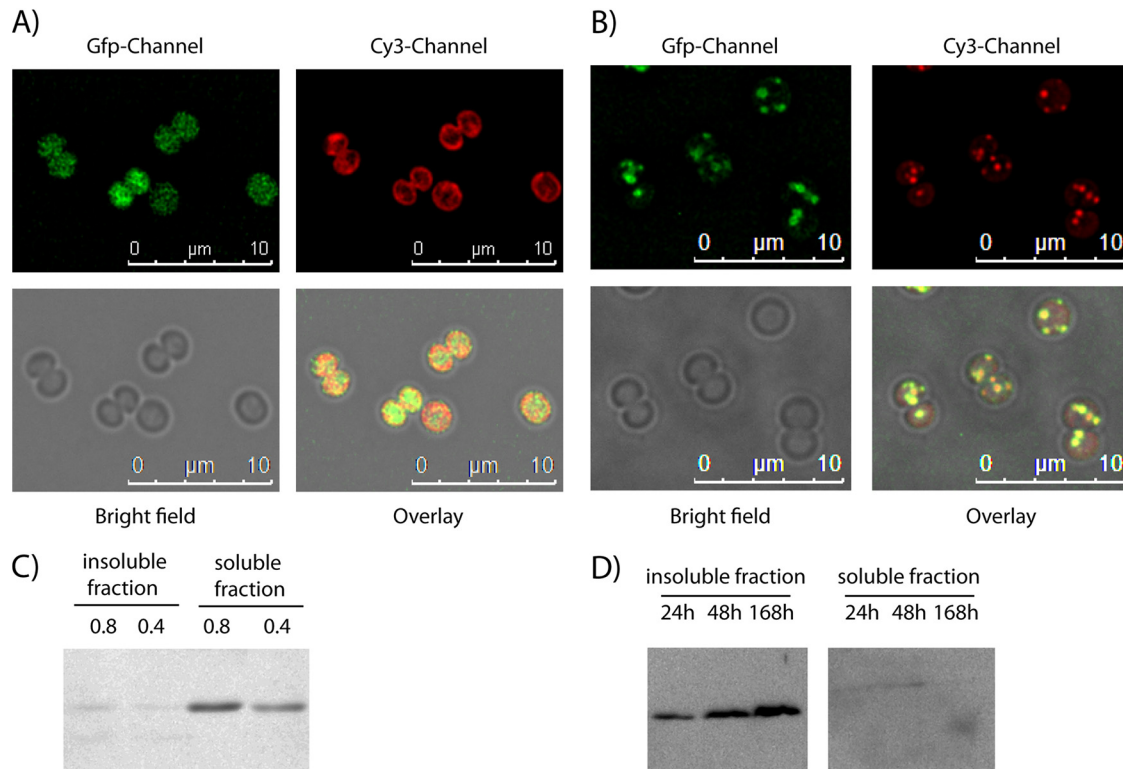 A)
Gfp-Channel
Cy3-Channel
0 µm 10
0 µm 10
0 µm 10
0 µm 10
Bright field
Overlay
B)
Gfp-Channel
Cy3-Channel
0 µm 10
0 µm 10
0 µm 10
0 µm 10
Bright field
Overlay
C)
insoluble
fraction
soluble
fraction
0.8 0.4 0.8 0.4
D)
insoluble fraction
24h 48h 168h
soluble fraction
24h 48h 168h